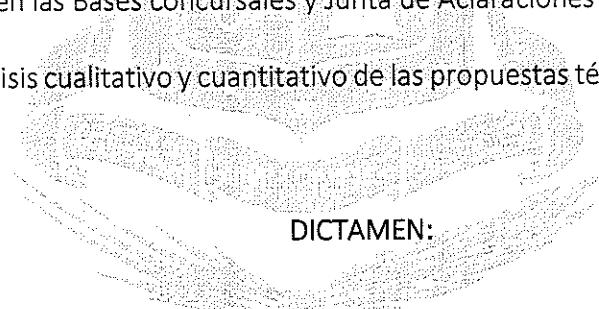 en las Bases concursales y Junta de Aclaraciones
isis cualitativo y cuantitativo de las propuestas té
DICTAMEN: